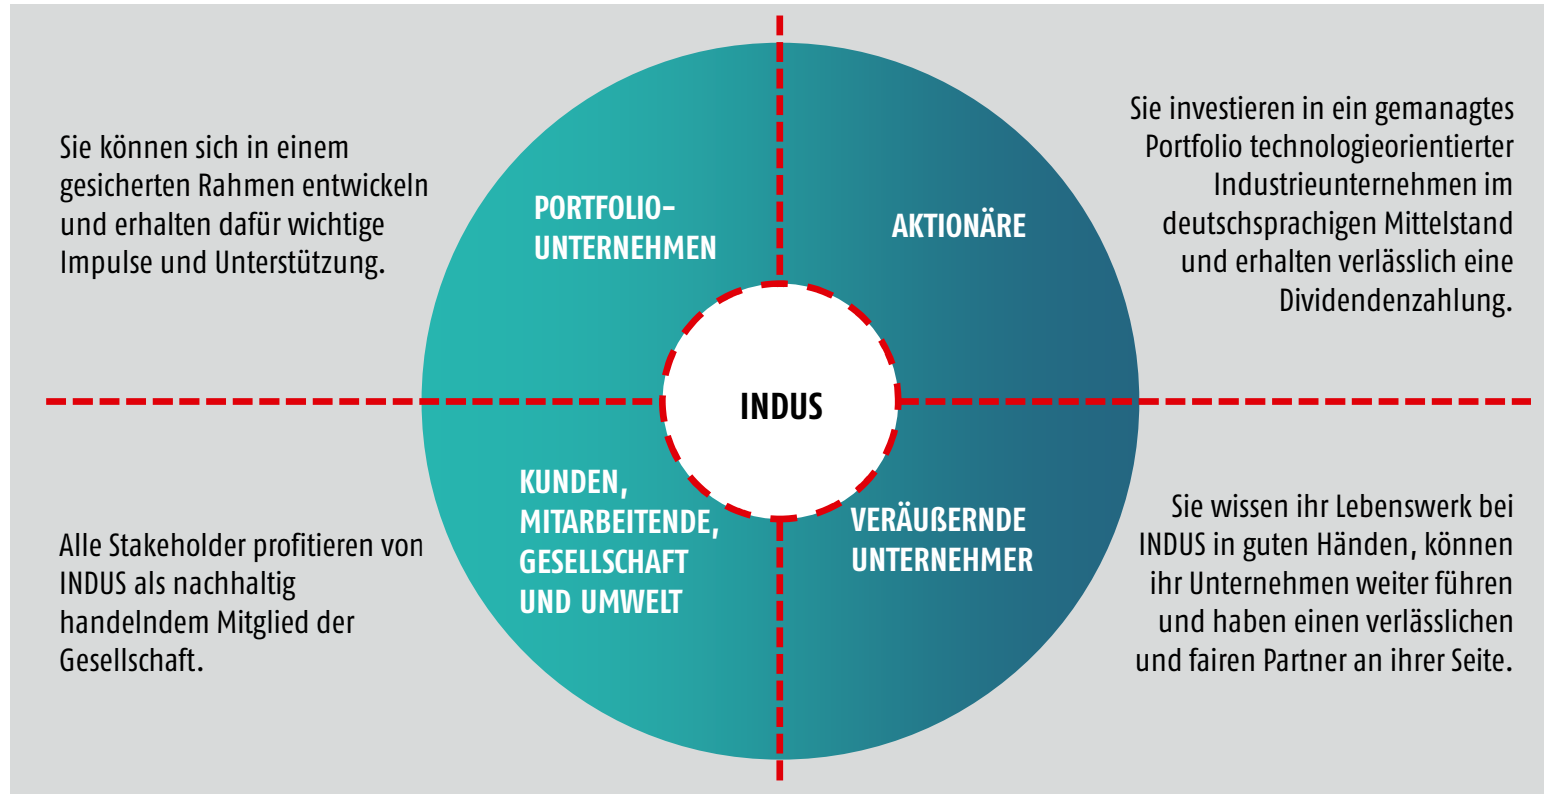 Sie können sich in einem
gesicherten Rahmen entwickeln
und erhalten dafür wichtige
Impulse und Unterstützung.
PORTFOLIO-
UNTERNEHMEN
AKTIONÄRE
Sie investieren in ein gemanagtes
Portfolio technologieorientierter
Industrieunternehmen im
deutschsprachigen Mittelstand
und erhalten verlässlich eine
Dividendenzahlung.
INDUS
Alle Stakeholder profitieren von
INDUS als nachhaltig
handelndem Mitglied der
Gesellschaft.
KUNDEN,
MITARBEITENDE,
GESELLSCHAFT
UND UMWELT
VERÄUßERNDE
UNTERNEHMER
Sie wissen ihr Lebenswerk bei
INDUS in guten Händen, können
ihr Unternehmen weiter führen
und haben einen verlässlichen
und fairen Partner an ihrer Seite.